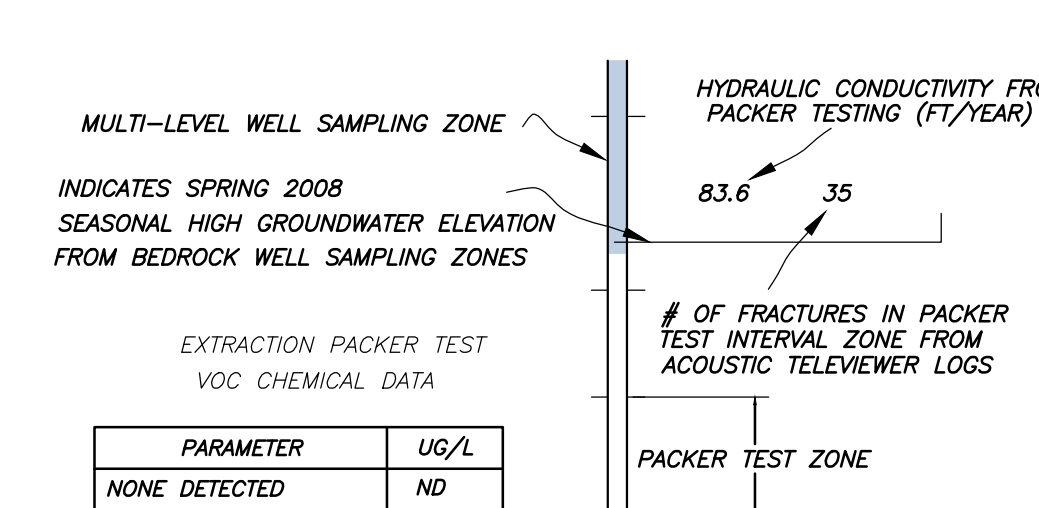 HYDRAULIC CONDUCTIVITY
PACKER TESTING (FT/YEAR)
MULTI-LEVEL WELL SAMPLING ZONE
INDICATES SPRING 2008
SEASONAL HIGH GROUNDWATER ELEVATION
FROM BEDROCK WELL SAMPLING ZONES
83.6 35
# OF FRACTURES IN PACKER
TEST INTERVAL ZONE FROM
ACOUSTIC TELEVIEWER LOGS
EXTRACTION PACKER TEST
VOC CHEMICAL DATA
PARAMETER UG/L
NONE DETECTED ND
PACKER TEST ZONE